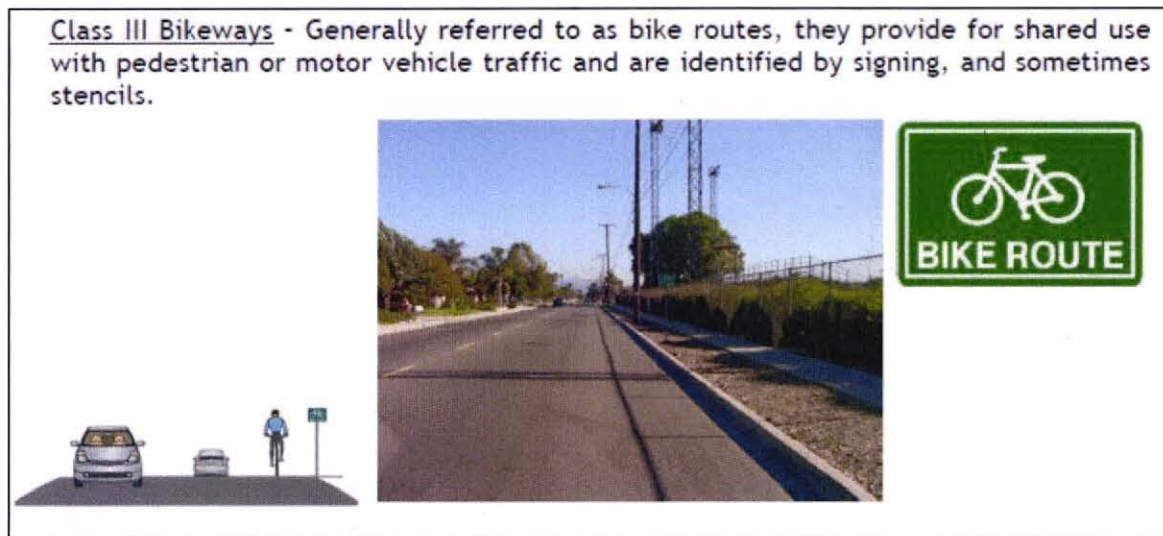 Class III Bikeways - Generally referred to as bike routes, they provide for shared use
with pedestrian or motor vehicle traffic and are identified by signing, and sometimes
stencils.
BIKE ROUTE